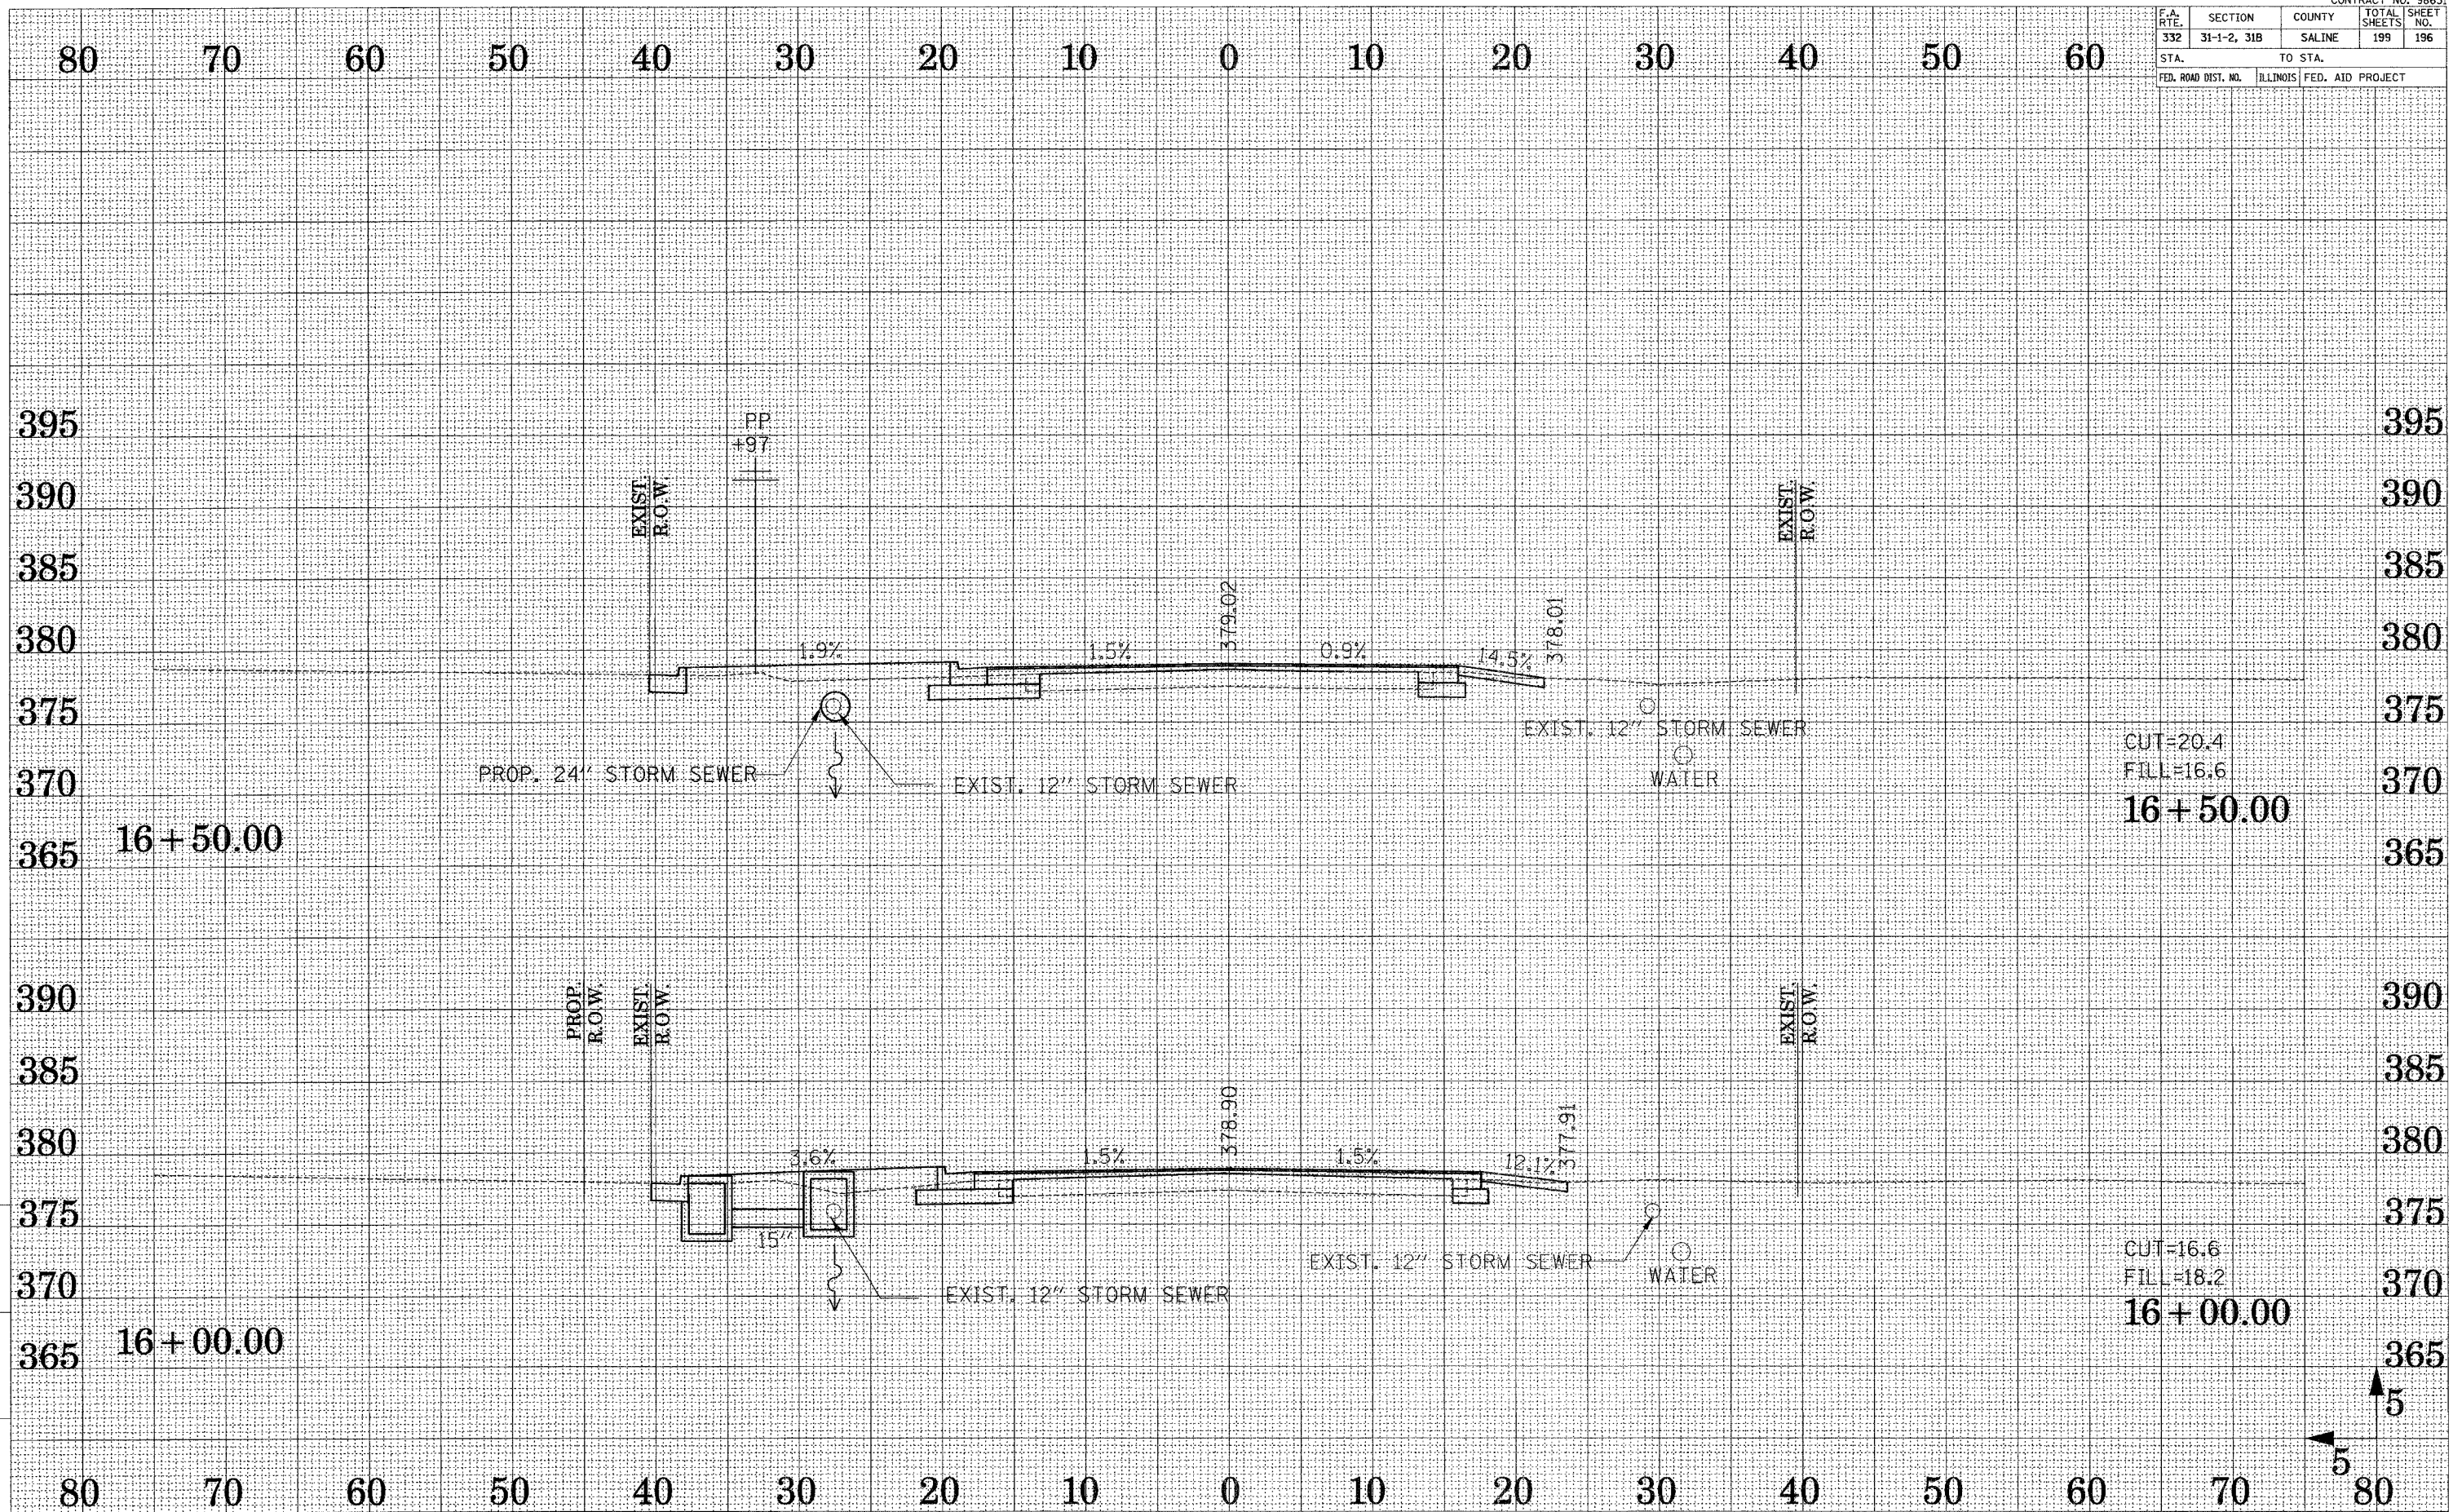 F.A. RTE. SECTION COUNTY TOTAL SHEETS SHEET NO.
332 31-1-2, 31B SALINE 199 196
STA. TO STA.
FED. ROAD DIST. NO. ILLINOIS FED. AID PROJECT
80 70 60 50 40 30 20 10 0 10 20 30 40 50 60
395 395
PP
+97
390 390
EXIST.
R.O.W.
EXIST.
R.O.W.
385 385
379.02
378.01
380 380
1.9% 1.5% 0.9% 14.5%
375 375
EXIST. 12" STORM SEWER
CUT=20.4
PROP. 24" STORM SEWER
EXIST. 12" STORM SEWER
WATER
FILL=16.6
370 370
16+50.00
16+50.00
365 365
390 390
PROP.
R.O.W.
EXIST.
R.O.W.
EXIST.
R.O.W.
385 385
378.90
377.91
380 380
3.6% 1.5% 1.5% 12.1%
375 375
15"
CUT=16.6
EXIST. 12" STORM SEWER
WATER
FILL=18.2
370 370
EXIST. 12" STORM SEWER
16+00.00
16+00.00
365 365
5
5
80 70 60 50 40 30 20 10 0 10 20 30 40 50 60 70 80